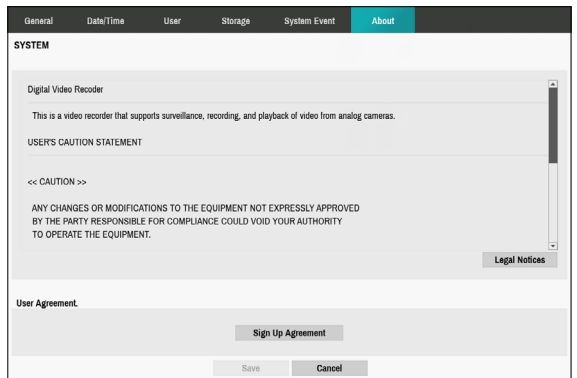 General Date/Time User Storage System Event About
SYSTEM
Digital Video Recoder
This is a video recorder that supports surveillance, recording, and playback of video from analog cameras.
USER'S CAUTION STATEMENT
<< CAUTION >>
ANY CHANGES OR MODIFICATIONS TO THE EQUIPMENT NOT EXPRESSLY APPROVED
BY THE PARTY RESPONSIBLE FOR COMPLIANCE COULD VOID YOUR AUTHORITY
TO OPERATE THE EQUIPMENT.
Legal Notices
User Agreement.
Sign Up Agreement
Save Cancel